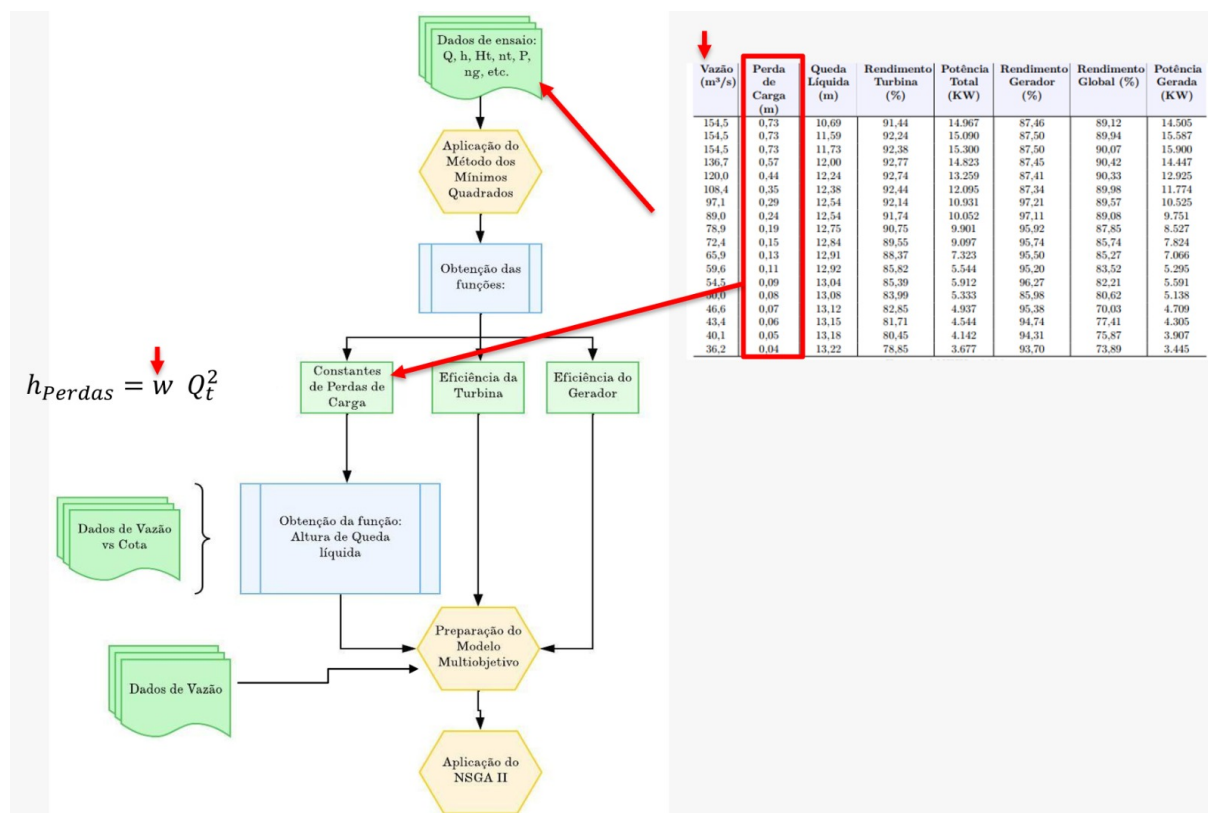 Dados de ensaio:
Q, h, Ht, nt, P,
ng, etc.
Aplicação do
Método dos
Mínimos
Quadrados
Obtenção das
funções:
Constantes
de Perdas de
Carga
Eficiência da
Turbina
Eficiência do
Gerador
h_Perdas = w Q_t^2
Dados de Vazão
vs Cota
Obtenção da função:
Altura de Queda
líquida
Preparação do
Modelo
Multiobjetivo
Dados de Vazão
Aplicação do
NSGA II
Vazão Perda Queda Rendimento Potência Rendimento Rendimento Potência
(m³/s) de Líquida Turbina Total Gerador Global (%) Gerada
Carga (m) (%) (KW) (%) (KW)
(m)
154,5 0,73 10,69 91,44 14.967 87,46 89,12 14.505
154,5 0,73 11,59 92,24 15.090 87,50 89,94 15.587
154,5 0,73 11,73 92,38 15.300 87,50 90,07 15.900
136,7 0,57 12,00 92,77 14.823 87,45 90,42 14.447
120,0 0,44 12,24 92,74 13.259 87,41 90,33 12.925
108,4 0,35 12,38 92,44 12.095 87,34 89,98 11.774
97,1 0,29 12,54 92,14 10.931 97,21 89,57 10.525
89,0 0,24 12,54 91,74 10.052 97,11 89,08 9.751
78,9 0,19 12,75 90,75 9.901 95,92 87,85 8.527
72,4 0,15 12,84 89,55 9.097 95,74 85,74 7.824
65,9 0,13 12,91 88,37 7.323 95,50 85,27 7.066
59,6 0,11 12,92 85,82 5.544 95,20 83,52 5.295
54,5 0,09 13,04 85,39 5.912 96,27 82,21 5.591
50,0 0,08 13,08 83,99 5.333 85,98 80,62 5.138
46,6 0,07 13,12 82,85 4.937 95,38 70,03 4.709
43,4 0,06 13,15 81,71 4.544 94,74 77,41 4.305
40,1 0,05 13,18 80,45 4.142 94,31 75,87 3.907
36,2 0,04 13,22 78,85 3.677 93,70 73,89 3.445